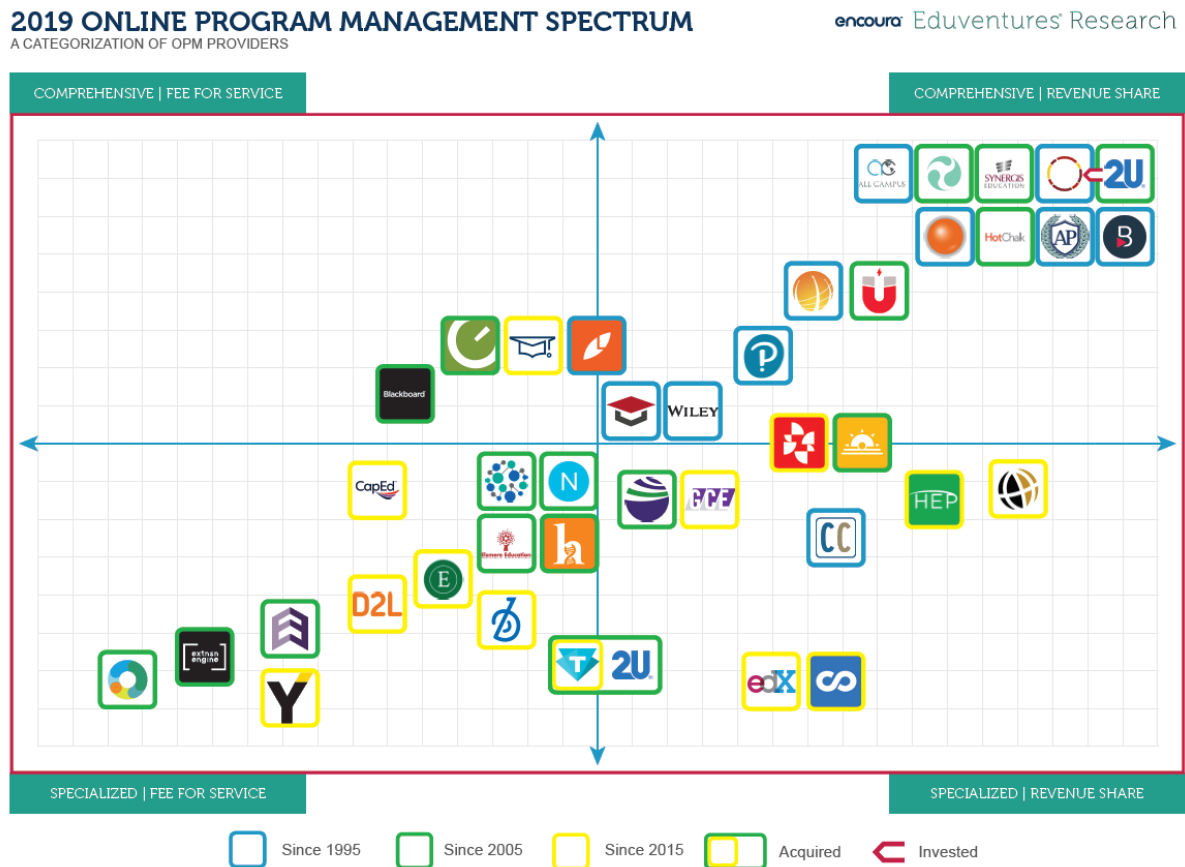 2019 ONLINE PROGRAM MANAGEMENT SPECTRUM
A CATEGORIZATION OF OPM PROVIDERS
encoura Eduventures Research
COMPREHENSIVE | FEE FOR SERVICE
COMPREHENSIVE | REVENUE SHARE
ALL CAMPUS
SYNERGIS
EDUCATION
2U
HotChalk
AP
B
P
Blackboard
WILEY
CapEd
N
GCE
HEP
CC
h
E
D2L
extnsn
engine
Y
T
2U
edX
SPECIALIZED | FEE FOR SERVICE
SPECIALIZED | REVENUE SHARE
Since 1995
Since 2005
Since 2015
Acquired
Invested